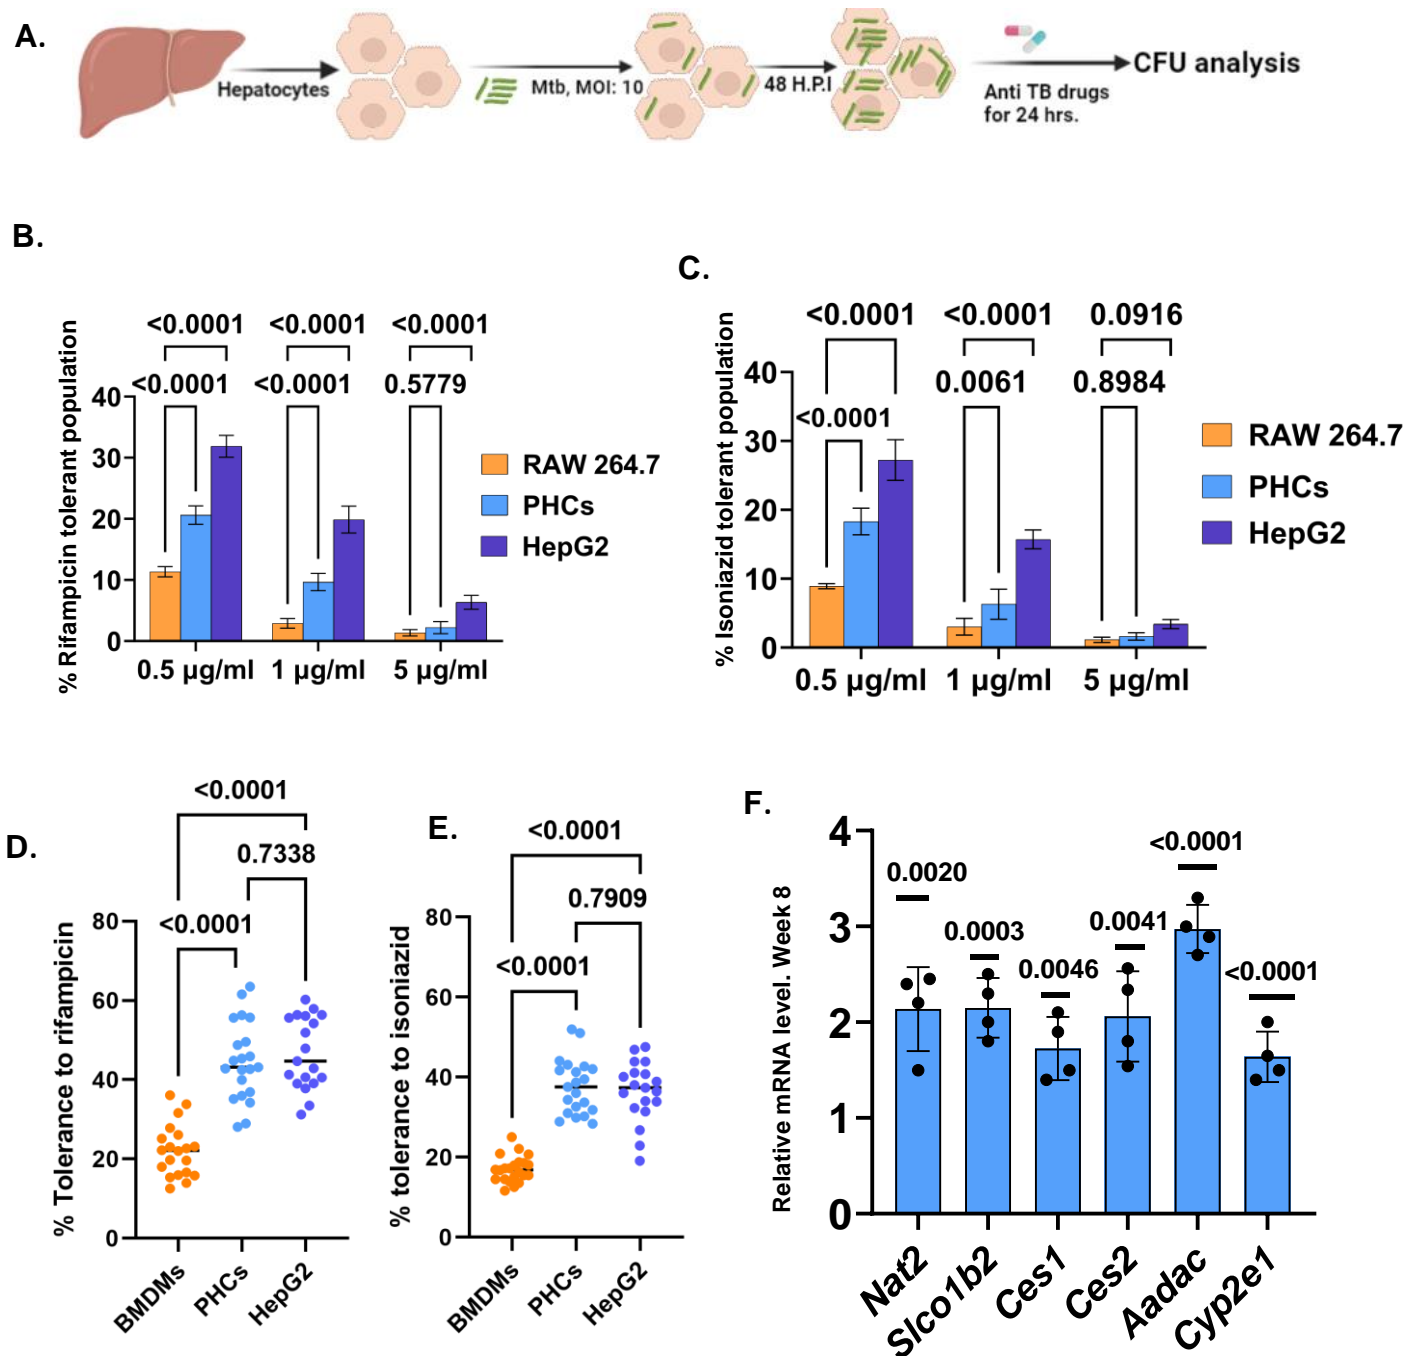 A.
Hepatocytes
Mtb, MOI: 10
48 H.P.I
Anti TB drugs
for 24 hrs.
CFU analysis
B.
% Rifampicin tolerant population
<0.0001
<0.0001
<0.0001
<0.0001
<0.0001
0.5779
40
30
20
10
0
0.5 µg/ml
1 µg/ml
5 µg/ml
RAW 264.7
PHCs
HepG2
C.
% Isoniazid tolerant population
<0.0001
<0.0001
0.0916
0.0061
0.8984
<0.0001
40
30
20
10
0
0.5 µg/ml
1 µg/ml
5 µg/ml
RAW 264.7
PHCs
HepG2
D.
% Tolerance to rifampicin
<0.0001
0.7338
<0.0001
80
60
40
20
0
BMDMs
PHCs
HepG2
E.
% tolerance to isoniazid
<0.0001
0.7909
<0.0001
80
60
40
20
0
BMDMs
PHCs
HepG2
F.
Relative mRNA level. Week 8
4
3
2
1
0
0.0020
0.0003
0.0046
0.0041
<0.0001
<0.0001
Nat2
Slco1b2
Ces1
Ces2
Aadac
Cyp2e1